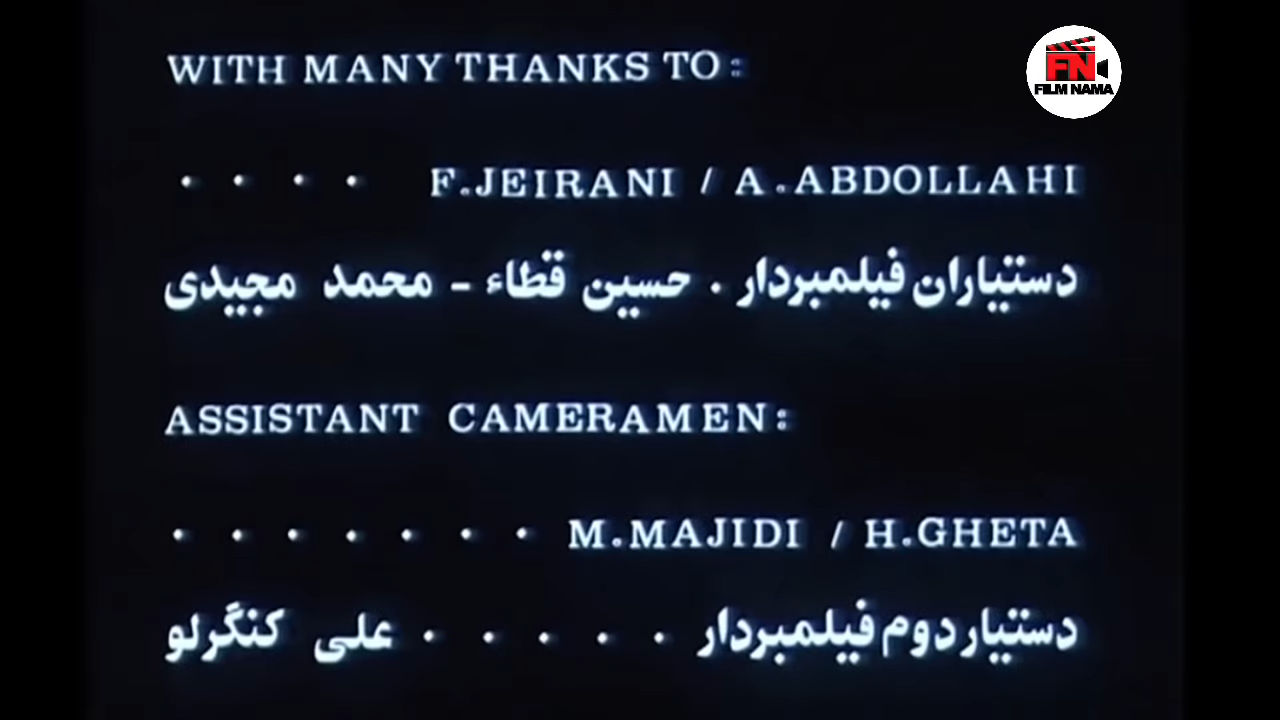 WITH MANY THANKS TO:
FN
FILM NAMA
. . . . F.JEIRANI / A.ABDOLLAHI
دستیاران فیلمبردار . حسین قطاء - محمد مجیدی
ASSISTANT CAMERAMEN:
. . . . . . . M.MAJIDI / H.GHETA
دستیار دوم فیلمبردار . . . . . علی کنگرلو